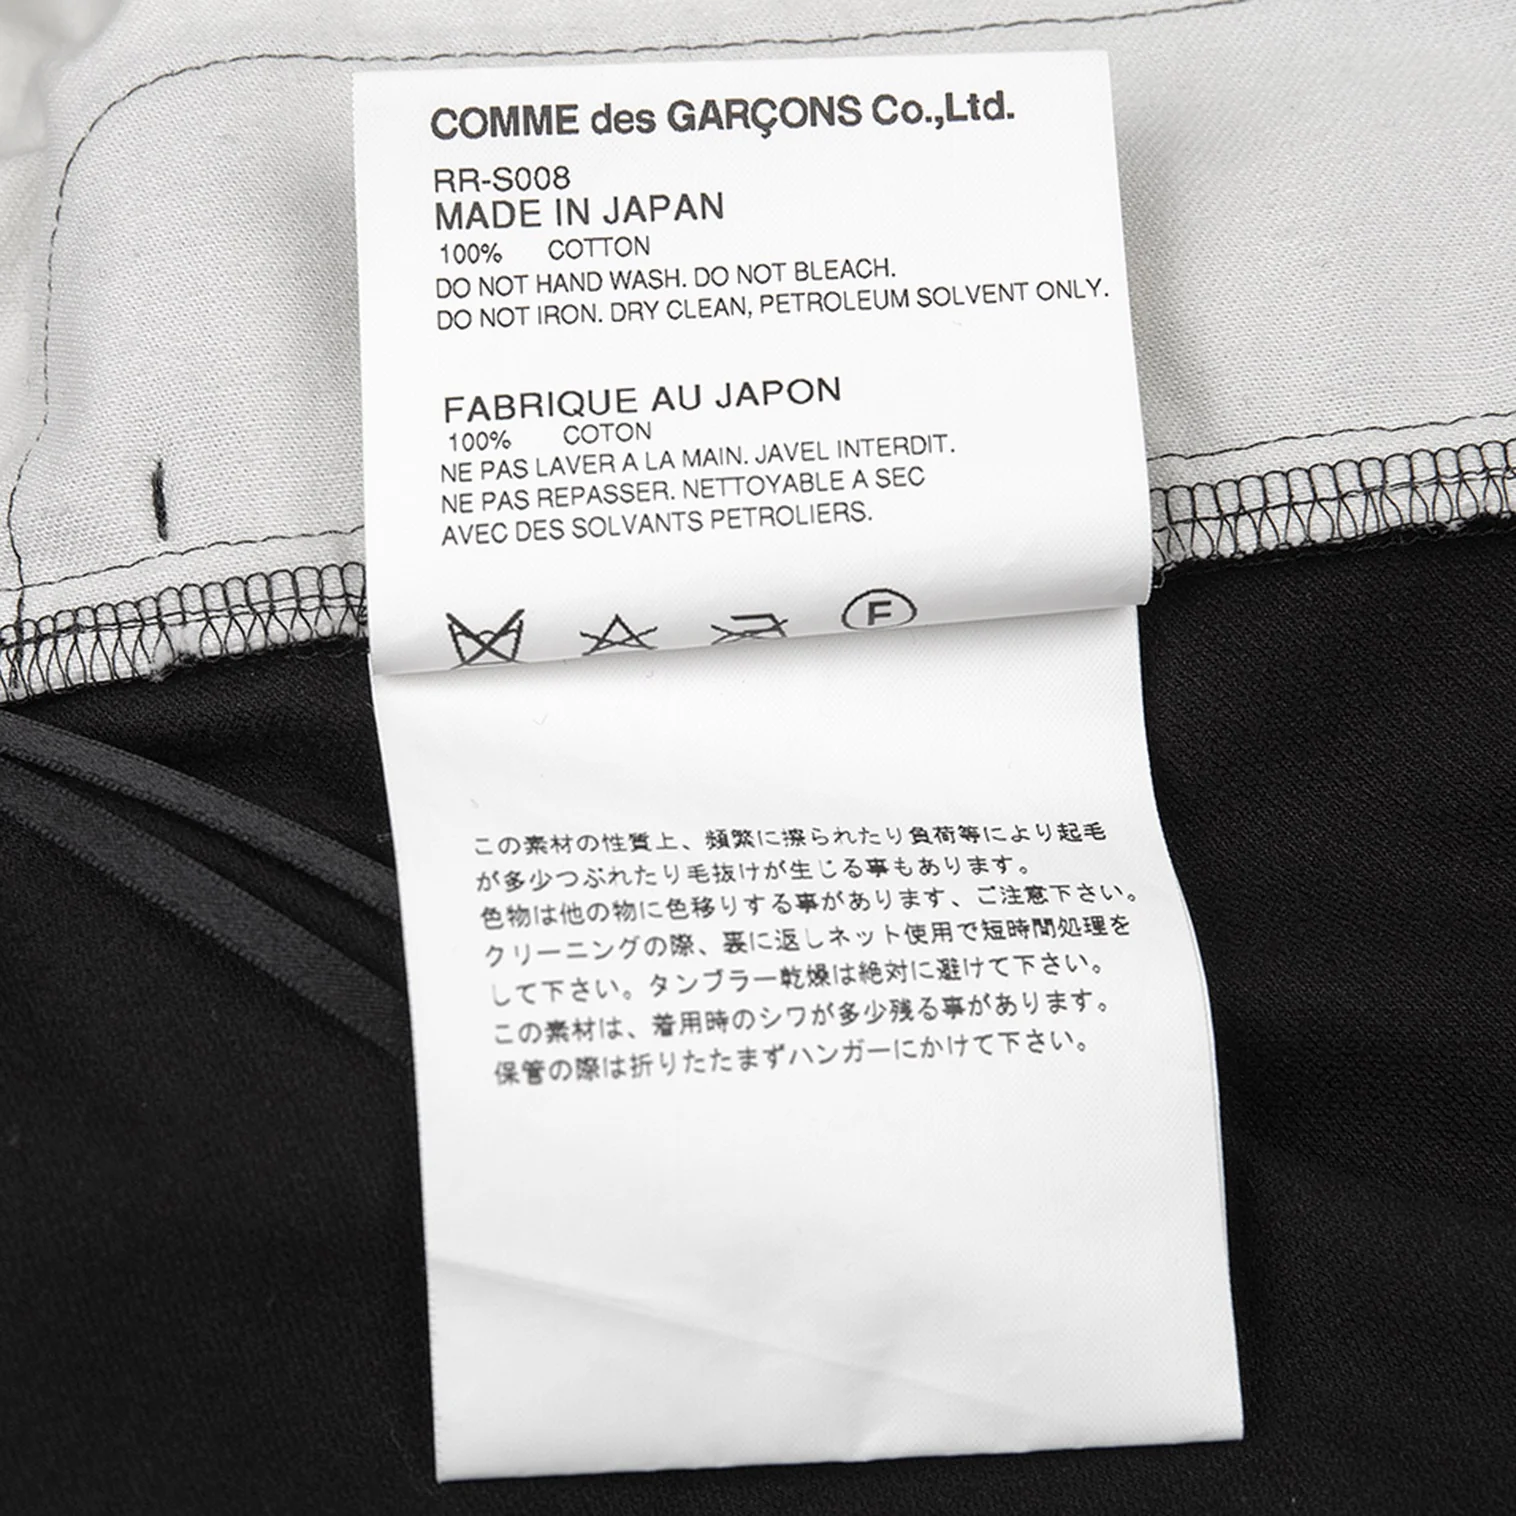 COMME des GARÇONS Co.,Ltd.
RR-S008
MADE IN JAPAN
100% COTTON
DO NOT HAND WASH. DO NOT BLEACH.
DO NOT IRON. DRY CLEAN, PETROLEUM SOLVENT ONLY.
FABRIQUE AU JAPON
100% COTON
NE PAS LAVER A LA MAIN. JAVEL INTERDIT.
NE PAS REPASSER. NETTOYABLE A SEC
AVEC DES SOLVANTS PETROLIERS.
F
この素材の性質上、頻繁に擦られたり負荷等により起毛
が多少つぶれたり毛抜けが生じる事もあります。
色物は他の物に色移りする事があります、ご注意下さい。
クリーニングの際、裏に返しネット使用で短時間処理を
して下さい。タンブラー乾燥は絶対に避けて下さい。
この素材は、着用時のシワが多少残る事があります。
保管の際は折りたたまずハンガーにかけて下さい。